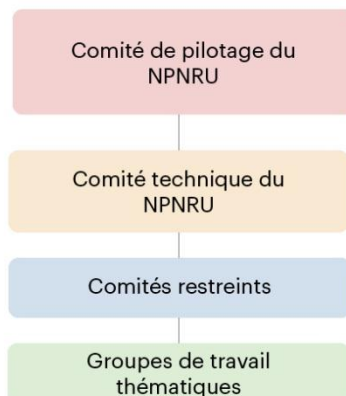 Comité de pilotage du
NPNRU
Comité technique du
NPNRU
Comités restreints
Groupes de travail
thématiques